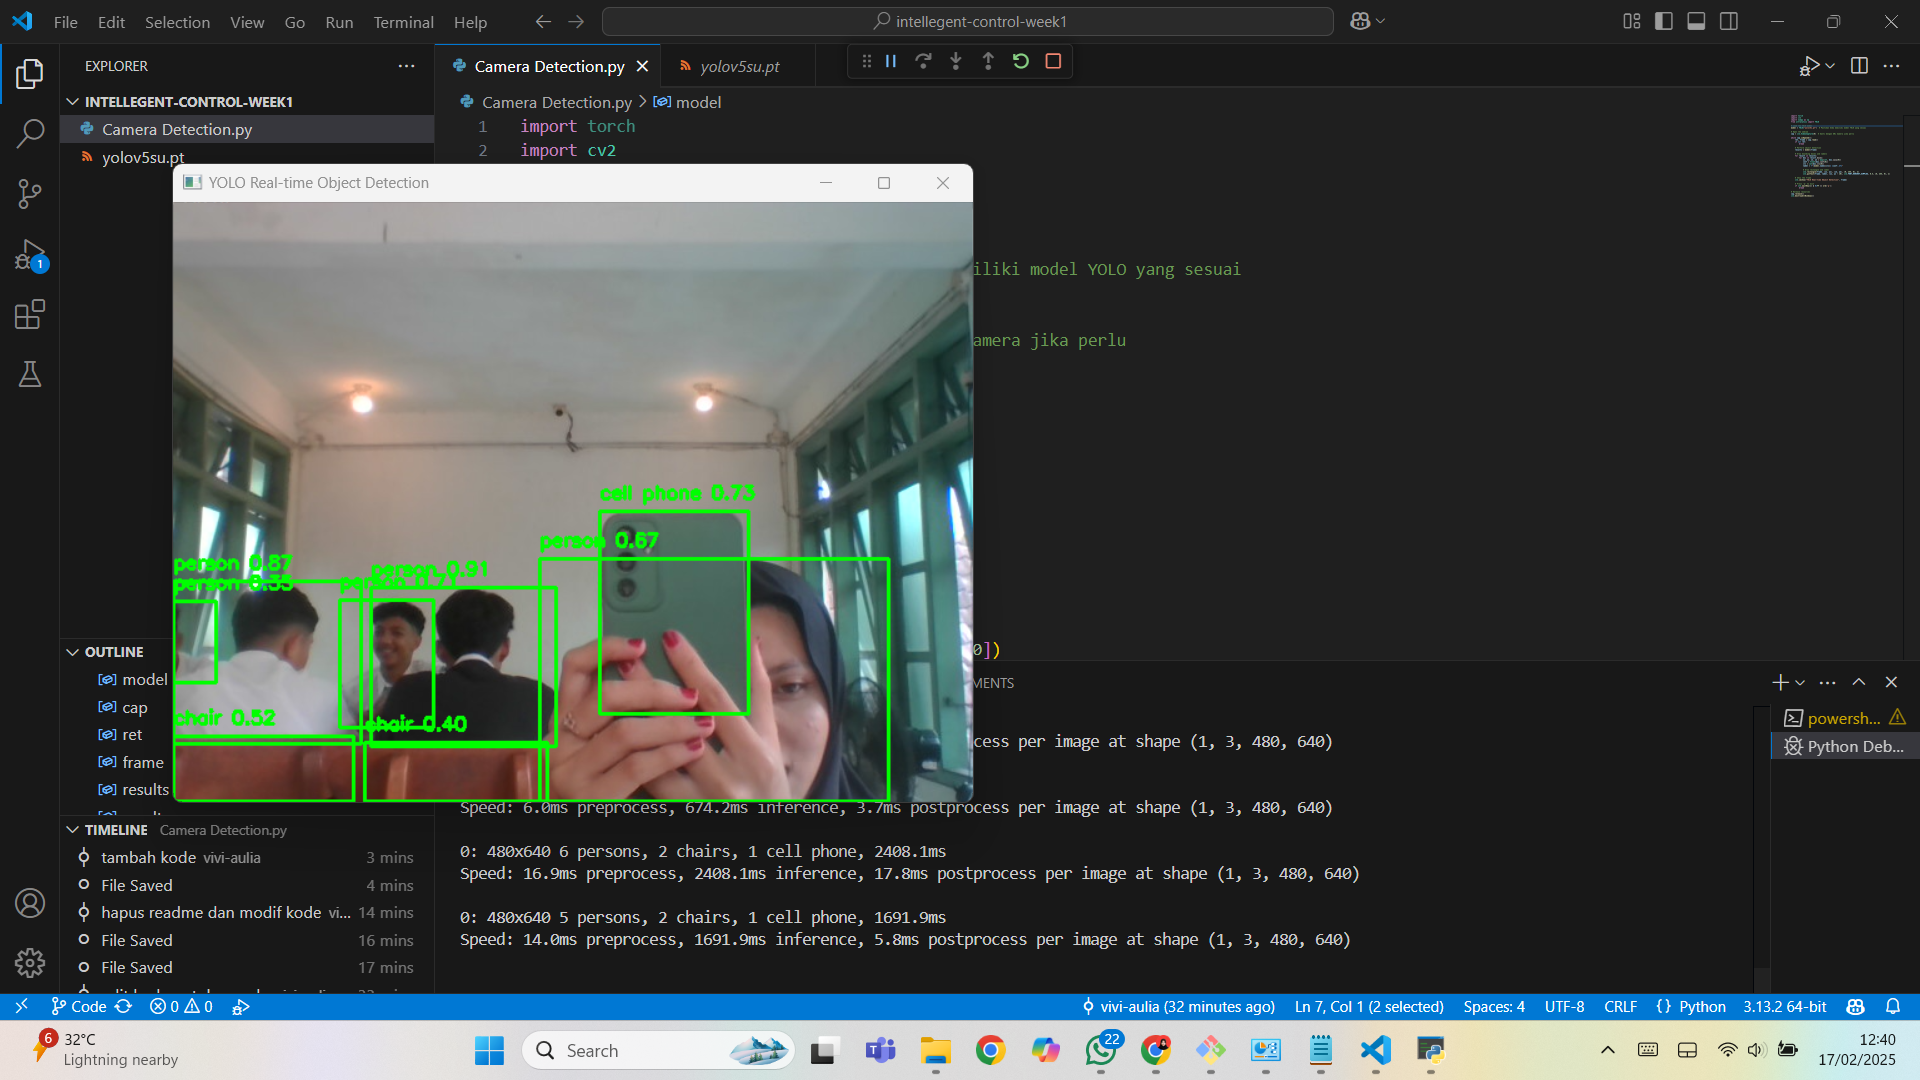 File Edit Selection View Go Run Terminal Help
intellegent-control-week1
EXPLORER
INTELLEGENT-CONTROL-WEEK1
Camera Detection.py
yolov5su.pt
Camera Detection.py
yolov5su.pt
Camera Detection.py > model
1 import torch
2 import cv2
iliki model YOLO yang sesuai
amera jika perlu
0])
YOLO Real-time Object Detection
cell phone 0.73
person 0.67
person 0.87
person 0.91
chair 0.52
chair 0.40
OUTLINE
model
cap
ret
frame
results
TIMELINE Camera Detection.py
tambah kode vivi-aulia 3 mins
File Saved 4 mins
hapus readme dan modif kode vi... 14 mins
File Saved 16 mins
File Saved 17 mins
MENTS
powersh...
Python Deb...
cess per image at shape (1, 3, 480, 640)
Speed: 6.0ms preprocess, 674.2ms inference, 3.7ms postprocess per image at shape (1, 3, 480, 640)
0: 480x640 6 persons, 2 chairs, 1 cell phone, 2408.1ms
Speed: 16.9ms preprocess, 2408.1ms inference, 17.8ms postprocess per image at shape (1, 3, 480, 640)
0: 480x640 5 persons, 2 chairs, 1 cell phone, 1691.9ms
Speed: 14.0ms preprocess, 1691.9ms inference, 5.8ms postprocess per image at shape (1, 3, 480, 640)
1
Code 0 0
vivi-aulia (32 minutes ago) Ln 7, Col 1 (2 selected) Spaces: 4 UTF-8 CRLF {} Python 3.13.2 64-bit
6
32°C
Lightning nearby
Search
22
12:40
17/02/2025